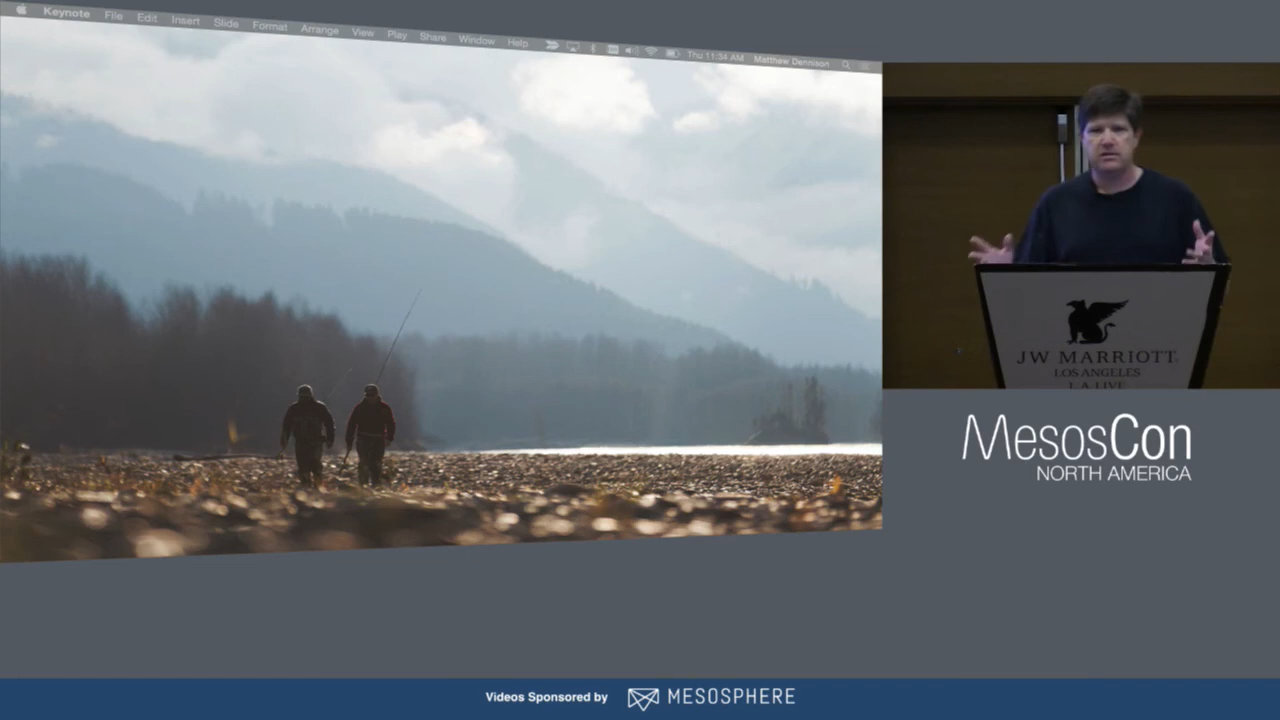 Keynote File Edit Insert Slide Format Arrange View Play Share Window Help Thu 11:34 AM Matthew Dennison
JW MARRIOTT
LOS ANGELES
L.A. LIVE
MesosCon
NORTH AMERICA
Videos Sponsored by MESOSPHERE